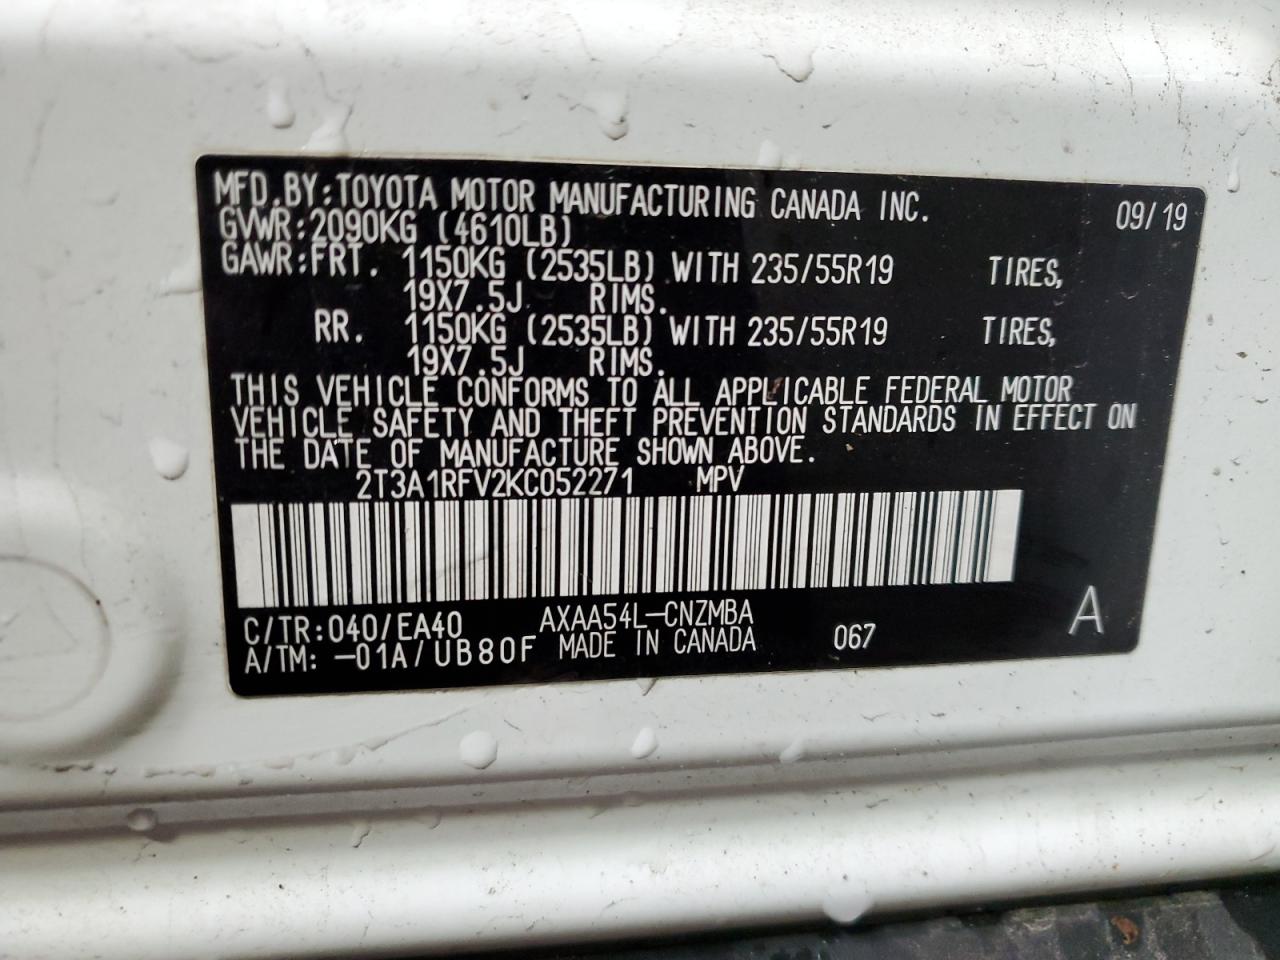 MFD.BY:TOYOTA MOTOR MANUFACTURING CANADA INC. 09/19
GVWR:2090KG (4610LB)
GAWR:FRT. 1150KG (2535LB) WITH 235/55R19 TIRES,
19X7.5J RIMS.
RR. 1150KG (2535LB) WITH 235/55R19 TIRES,
19X7.5J RIMS.
THIS VEHICLE CONFORMS TO ALL APPLICABLE FEDERAL MOTOR
VEHICLE SAFETY AND THEFT PREVENTION STANDARDS IN EFFECT ON
THE DATE OF MANUFACTURE SHOWN ABOVE.
2T3A1RFV2KC052271 MPV
C/TR:040/EA40 AXAA54L-CNZMBA A
A/TM: -01A/UB80F MADE IN CANADA 067